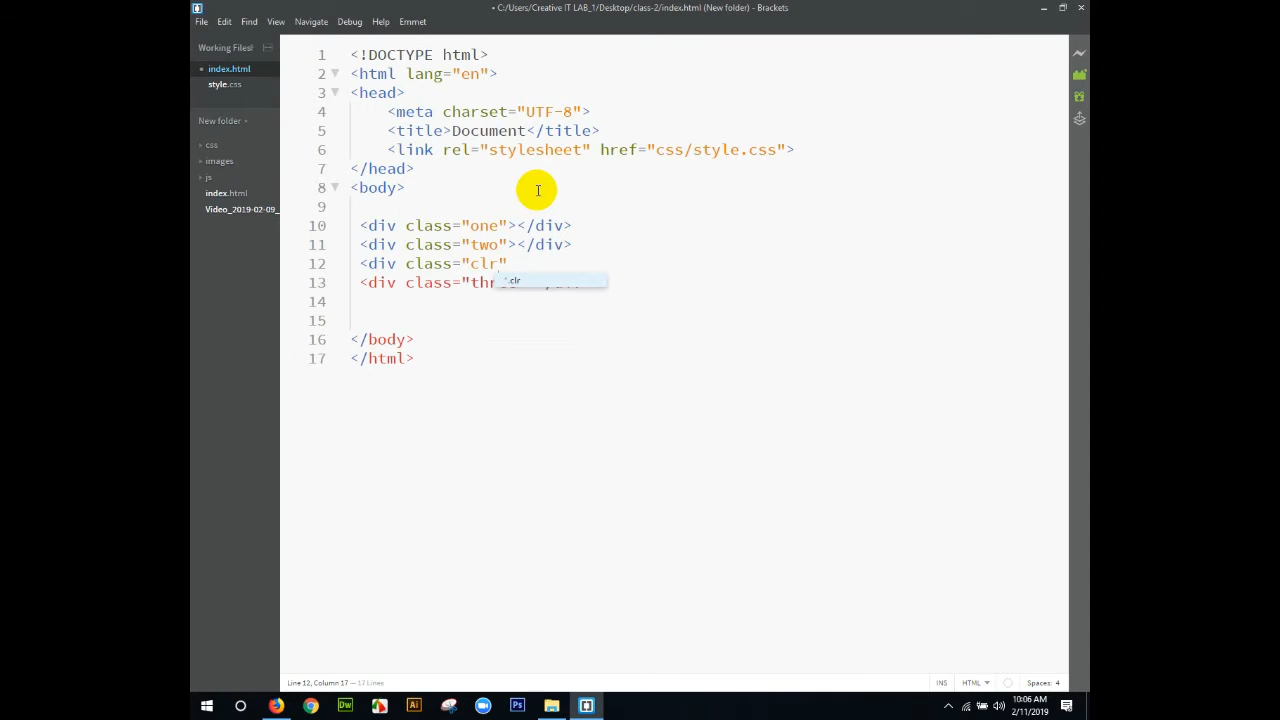 • C:/Users/Creative IT LAB_1/Desktop/class-2/index.html (New folder) - Brackets
File Edit Find View Navigate Debug Help Emmet
Working Files
• index.html
style.css
New folder
css
images
js
index.html
Video_2019-02-09_
1 <!DOCTYPE html>
2 <html lang="en">
3 <head>
4 <meta charset="UTF-8">
5 <title>Document</title>
6 <link rel="stylesheet" href="css/style.css">
7 </head>
8 <body>
9
10 <div class="one"></div>
11 <div class="two"></div>
12 <div class="clr"
.clr
13 <div class="thr
14
15
16 </body>
17 </html>
Line 12, Column 17 — 17 Lines
INS HTML Spaces: 4
Dw Ai Ps
10:06 AM
2/11/2019